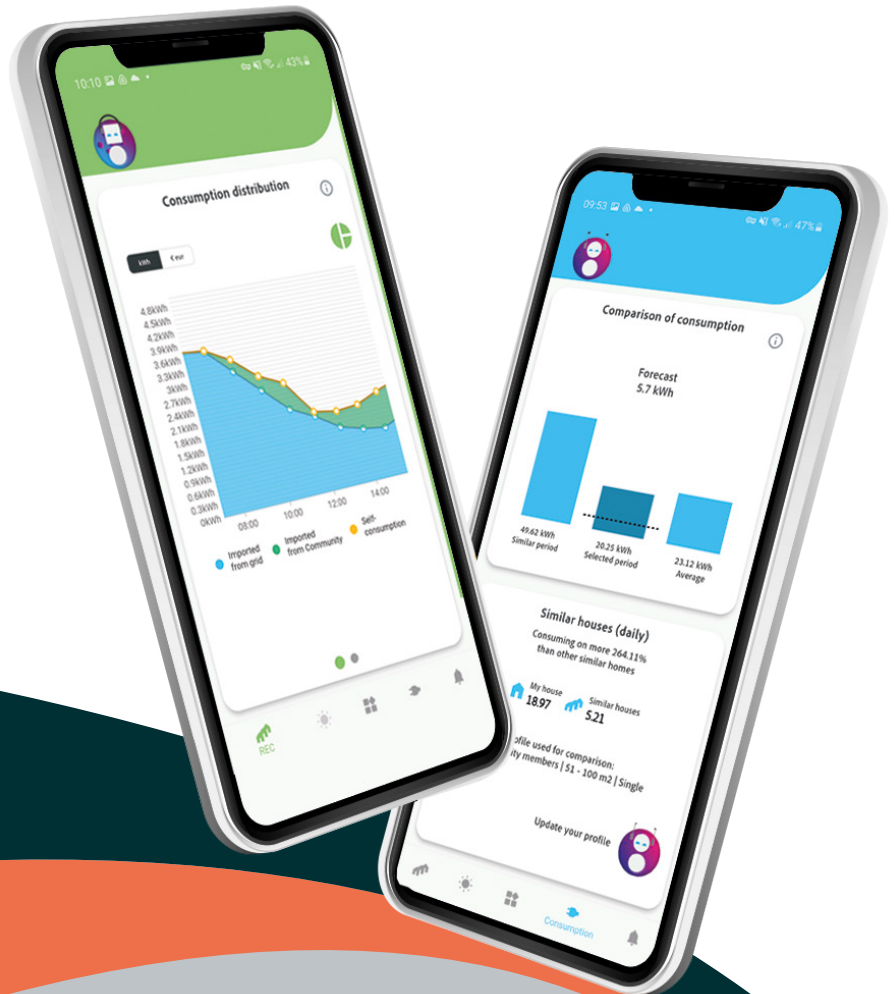 10:10
43%
Consumption distribution
kWh
€ eur
4.8kWh
4.5kWh
4.2kWh
3.9kWh
3.6kWh
3.3kWh
3kWh
2.7kWh
2.4kWh
2.1kWh
1.8kWh
1.5kWh
1.2kWh
0.9kWh
0.6kWh
0.3kWh
0kWh
08:00
10:00
12:00
14:00
Imported
from grid
Imported
from Community
Self-
consumption
REC
09:53
47%
Comparison of consumption
Forecast
5.7 kWh
49.62 kWh
Similar period
20.25 kWh
Selected period
23.12 kWh
Average
Similar houses (daily)
Consuming on more 264.11%
than other similar homes
My house
18.97
Similar houses
5.21
ofile used for comparison:
ity members | 51 - 100 m2 | Single
Update your profile
Consumption